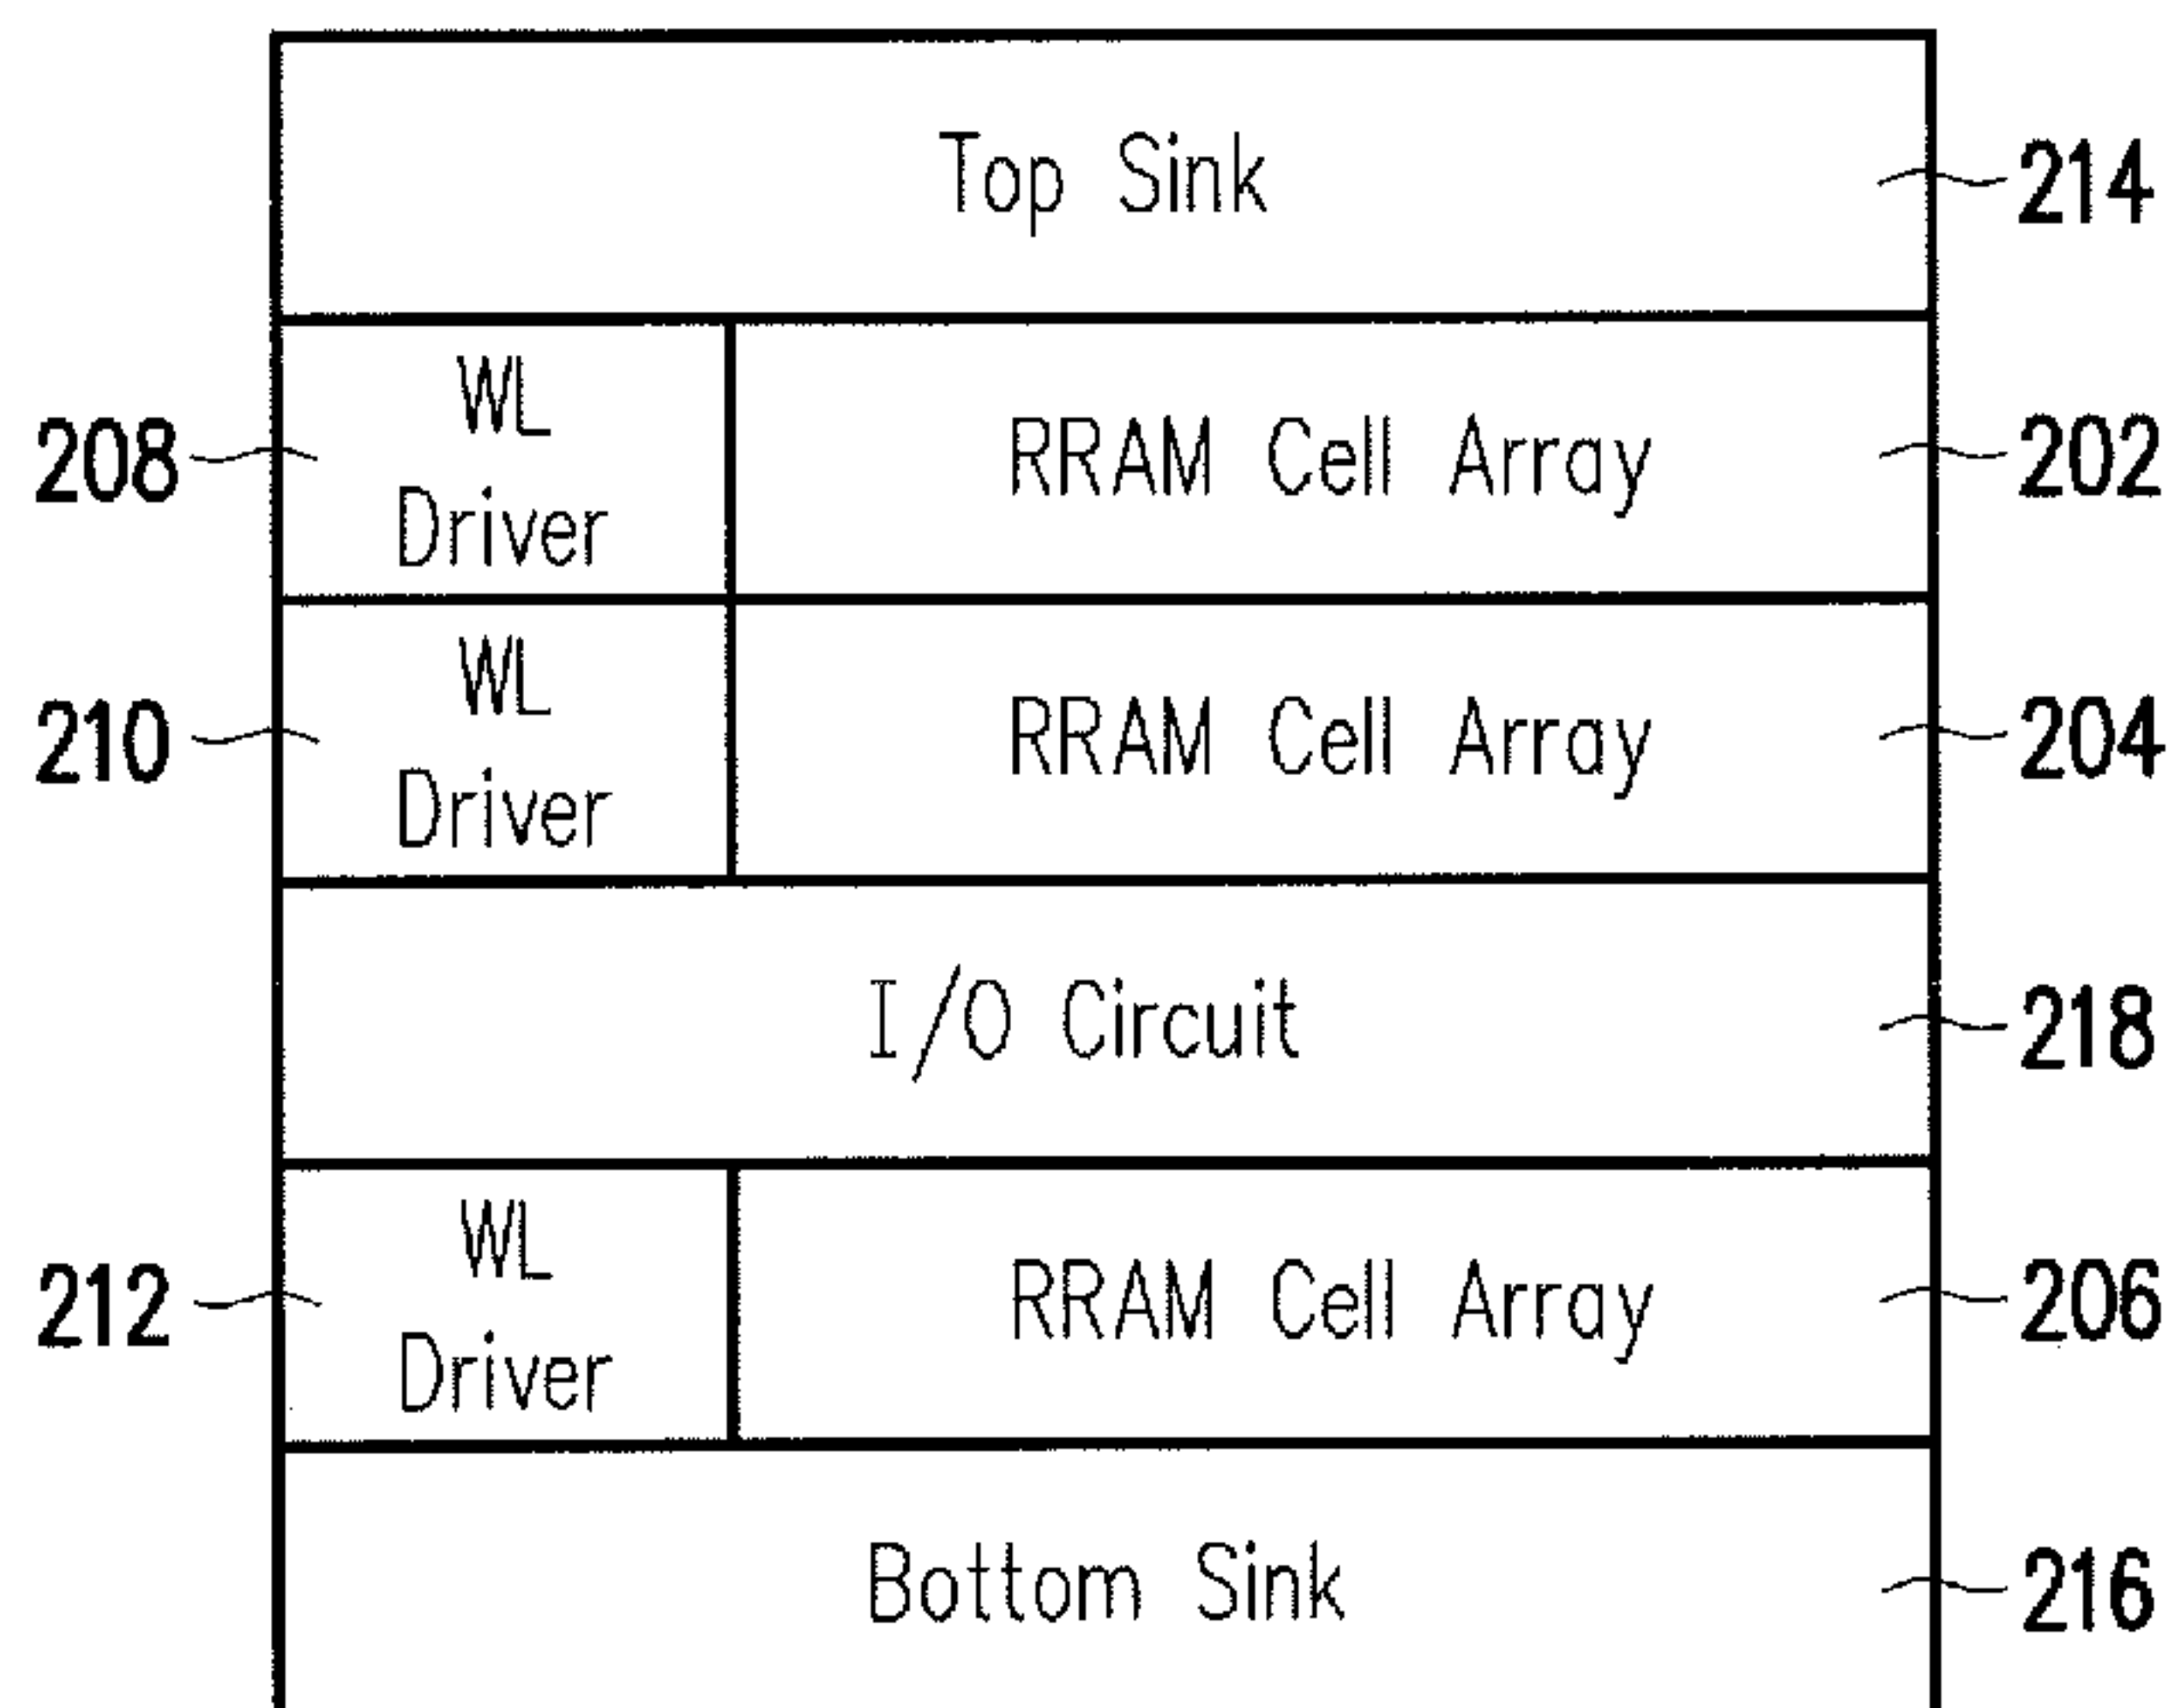 Top Sink
214
208
WL
Driver
RRAM Cell Array
202
210
WL
Driver
RRAM Cell Array
204
I/O Circuit
218
212
WL
Driver
RRAM Cell Array
206
Bottom Sink
216